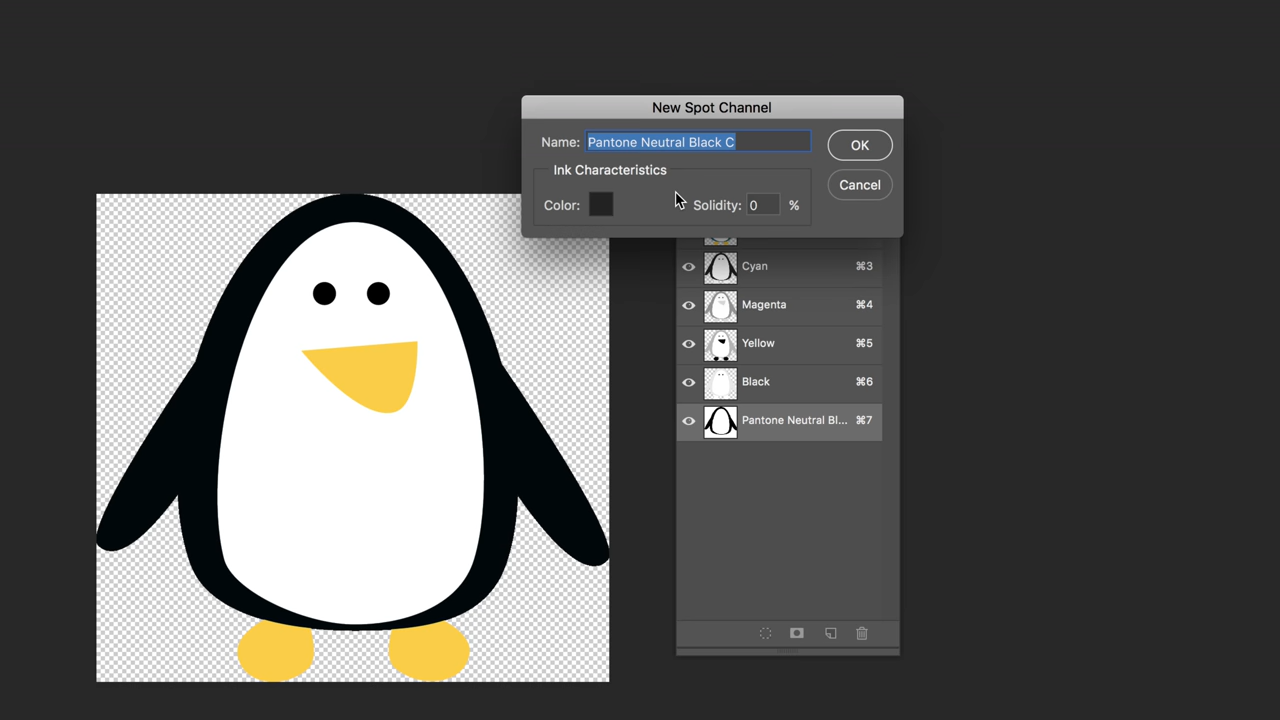 New Spot Channel
Name: Pantone Neutral Black C
OK
Ink Characteristics
Cancel
Color: Solidity: 0 %
Cyan ⌘3
Magenta ⌘4
Yellow ⌘5
Black ⌘6
Pantone Neutral Bl... ⌘7